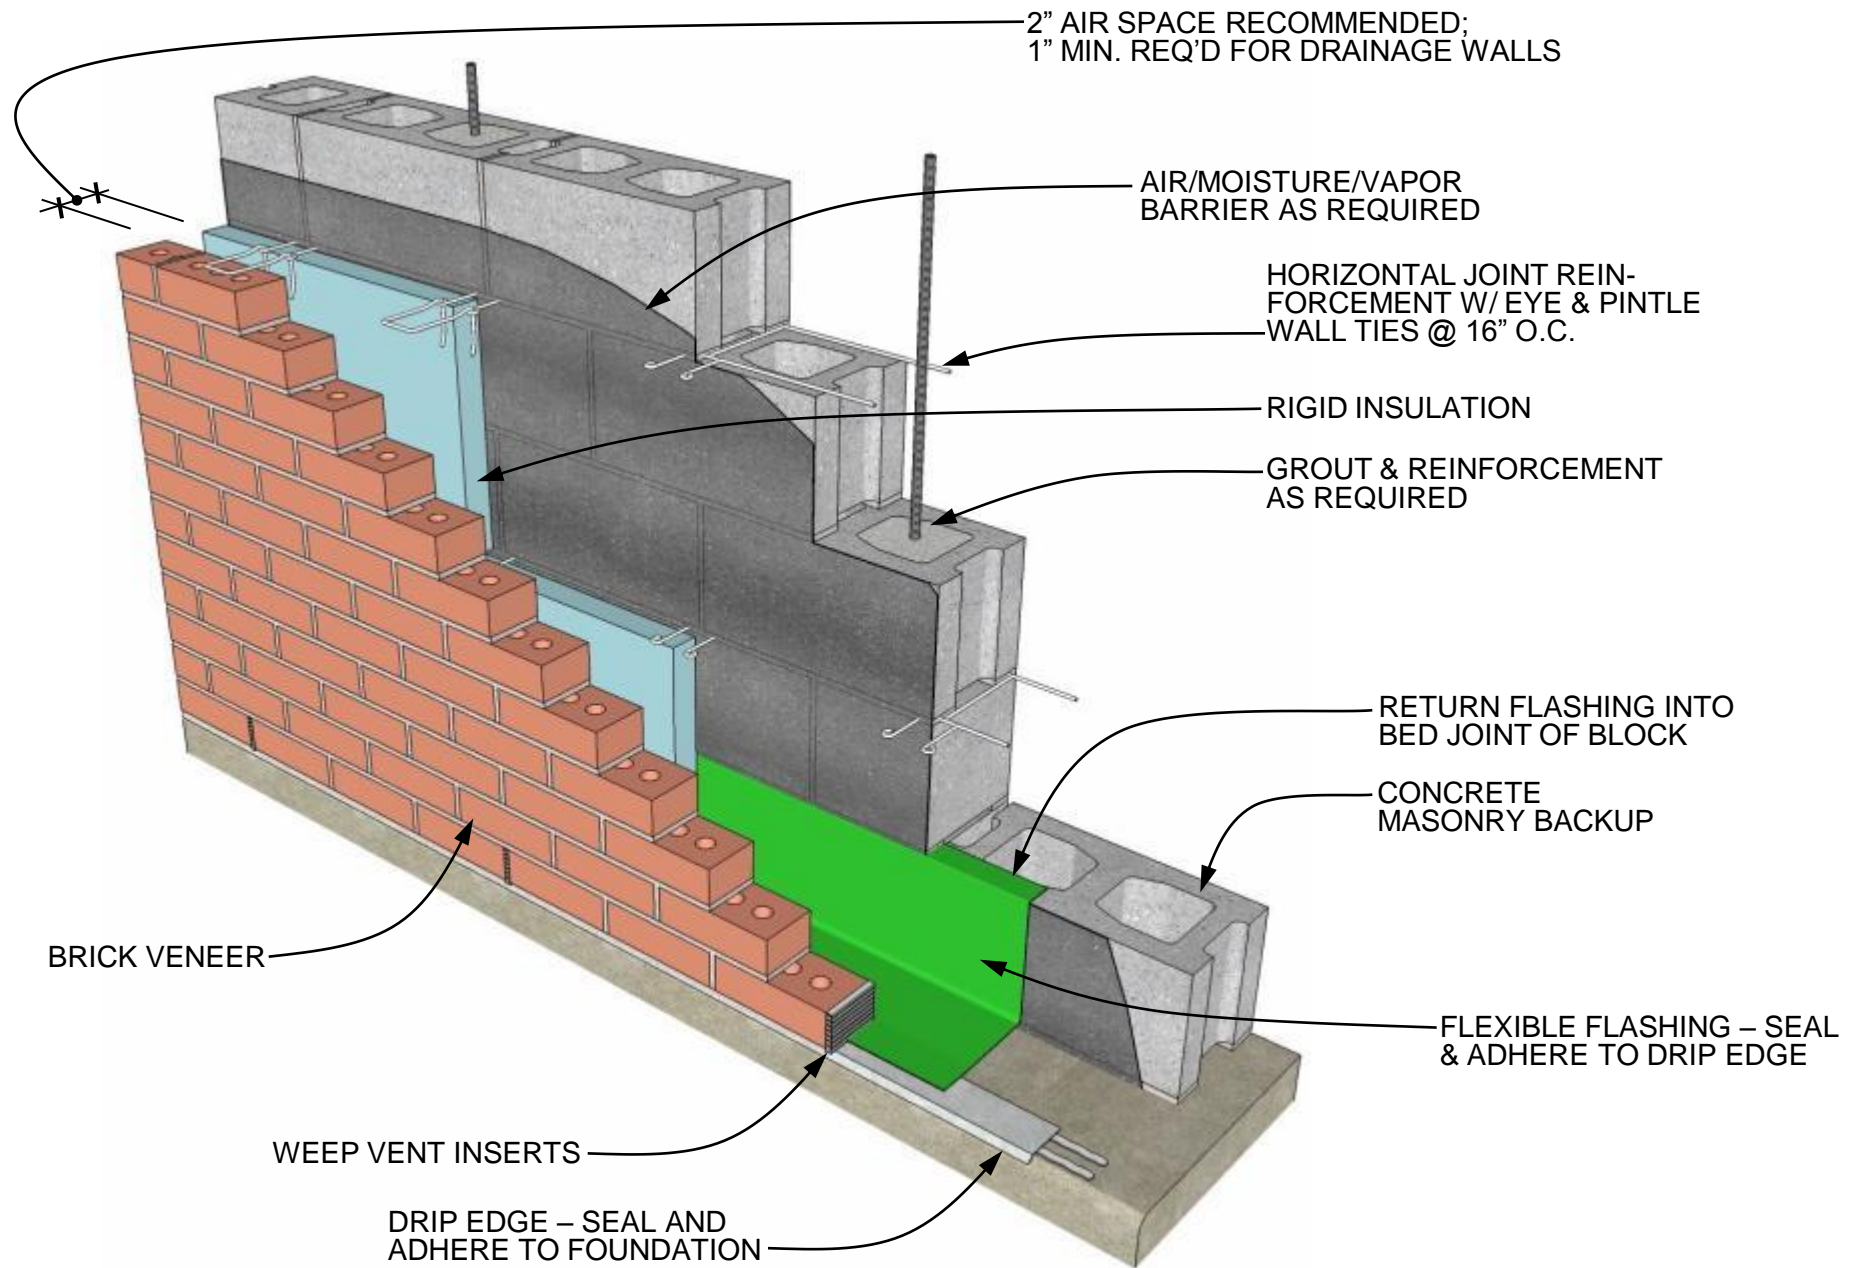 2” AIR SPACE RECOMMENDED;
1” MIN. REQ’D FOR DRAINAGE WALLS
AIR/MOISTURE/VAPOR
BARRIER AS REQUIRED
HORIZONTAL JOINT REIN-
FORCEMENT W/ EYE & PINTLE
WALL TIES @ 16” O.C.
RIGID INSULATION
GROUT & REINFORCEMENT
AS REQUIRED
RETURN FLASHING INTO
BED JOINT OF BLOCK
CONCRETE
MASONRY BACKUP
BRICK VENEER
FLEXIBLE FLASHING – SEAL
& ADHERE TO DRIP EDGE
WEEP VENT INSERTS
DRIP EDGE – SEAL AND
ADHERE TO FOUNDATION